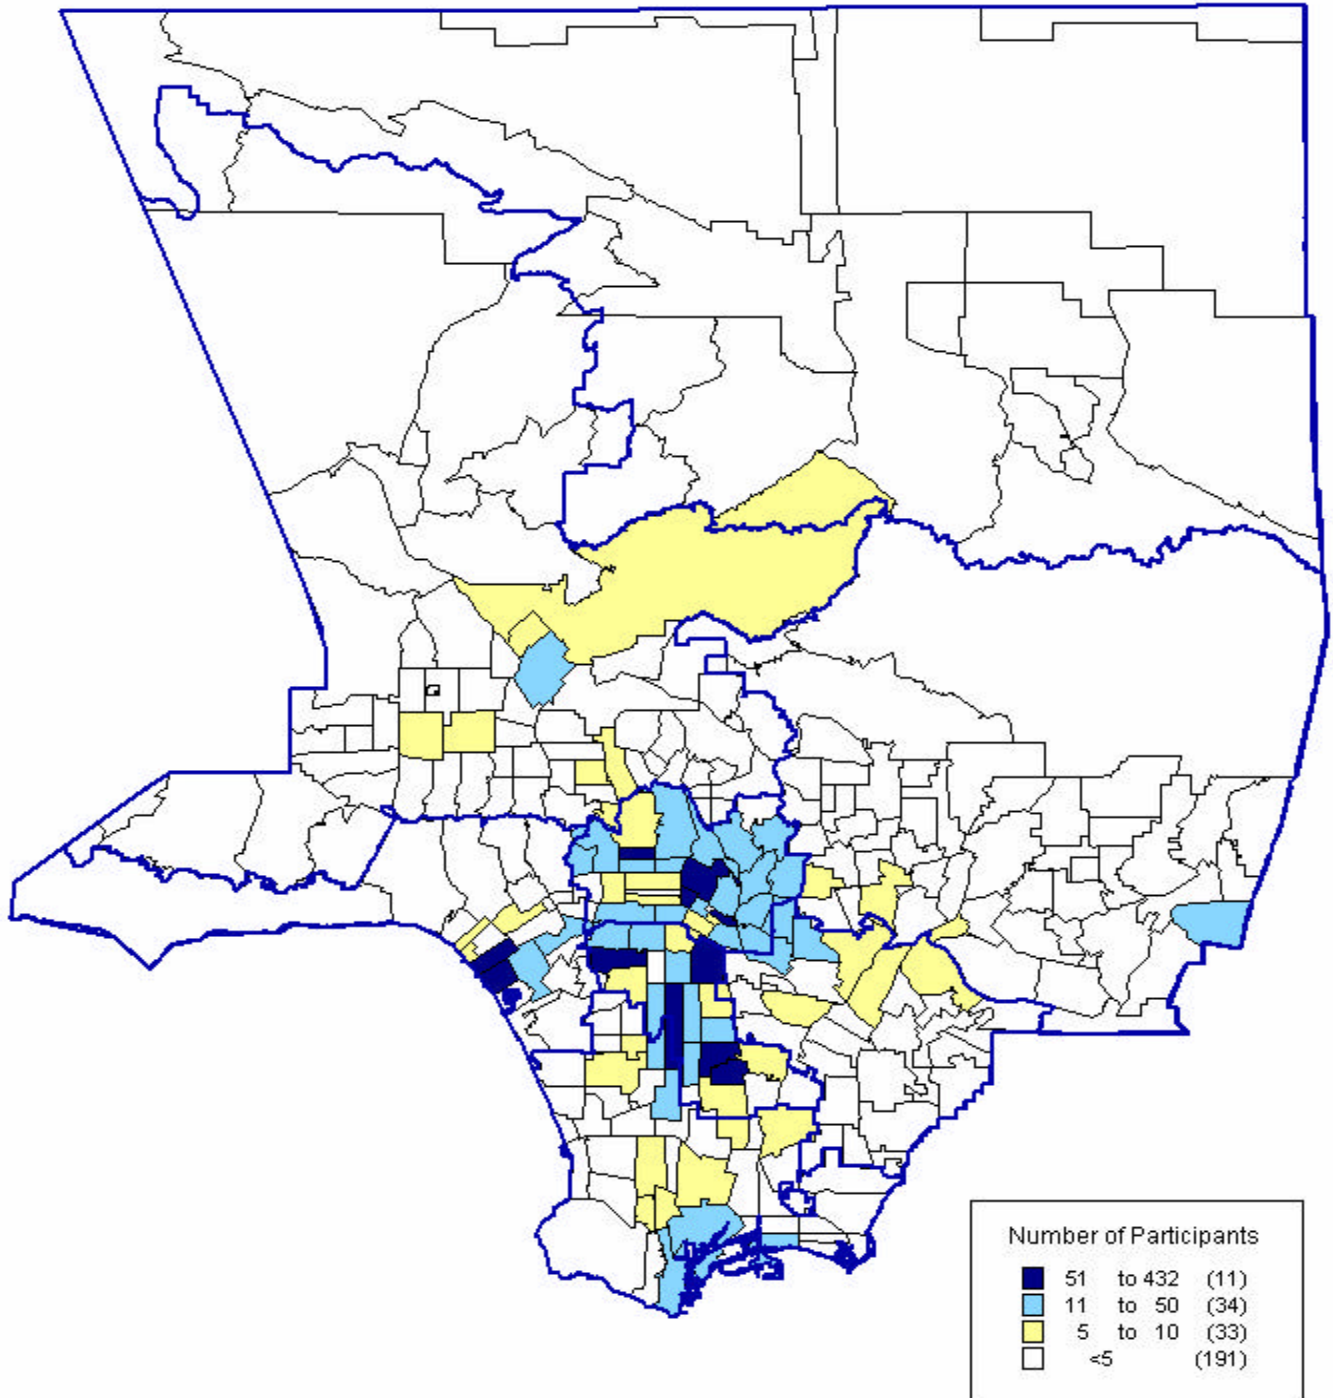 Number of Participants
51 to 432 (11)
11 to 50 (34)
5 to 10 (33)
<5 (191)